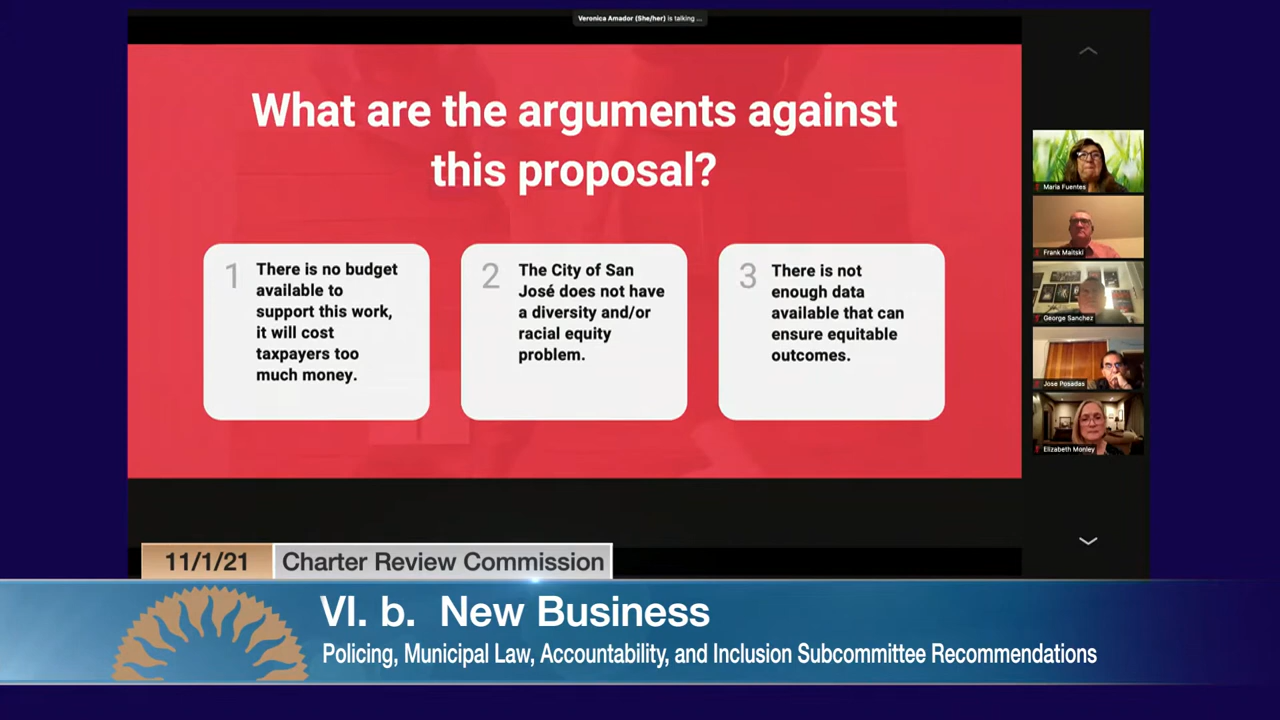 Veronica Amador (She/her) is talking ...
What are the arguments against
this proposal?
1
There is no budget
available to
support this work,
it will cost
taxpayers too
much money.
2
The City of San
José does not have
a diversity and/or
racial equity
problem.
3
There is not
enough data
available that can
ensure equitable
outcomes.
Maria Fuentes
Frank Maitski
George Sanchez
Jose Posadas
Elizabeth Monley
11/1/21
Charter Review Commission
VI. b. New Business
Policing, Municipal Law, Accountability, and Inclusion Subcommittee Recommendations